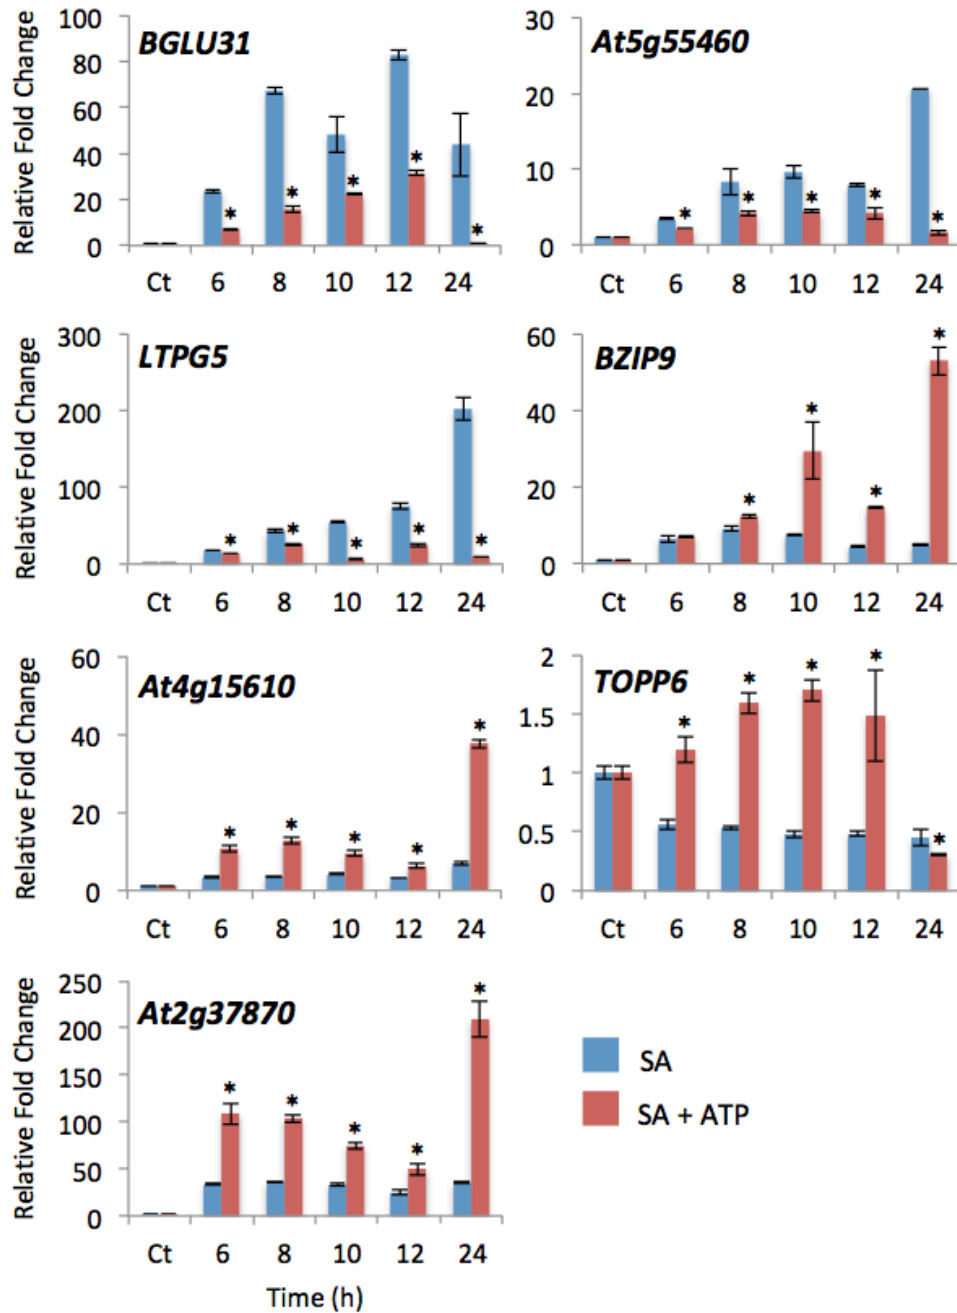 BGLU31
Relative Fold Change
100
80
60
40
20
0
Ct 6 8 10 12 24
* * * * *
At5g55460
30
20
10
0
Ct 6 8 10 12 24
* * * * *
LTPG5
Relative Fold Change
300
200
100
0
Ct 6 8 10 12 24
* * * * *
BZIP9
60
40
20
0
Ct 6 8 10 12 24
* * * *
At4g15610
Relative Fold Change
60
40
20
0
Ct 6 8 10 12 24
* * * * *
TOPP6
2
1.5
1
0.5
0
Ct 6 8 10 12 24
* * * * *
At2g37870
Relative Fold Change
250
200
150
100
50
0
Ct 6 8 10 12 24
* * * * *
Time (h)
SA
SA + ATP